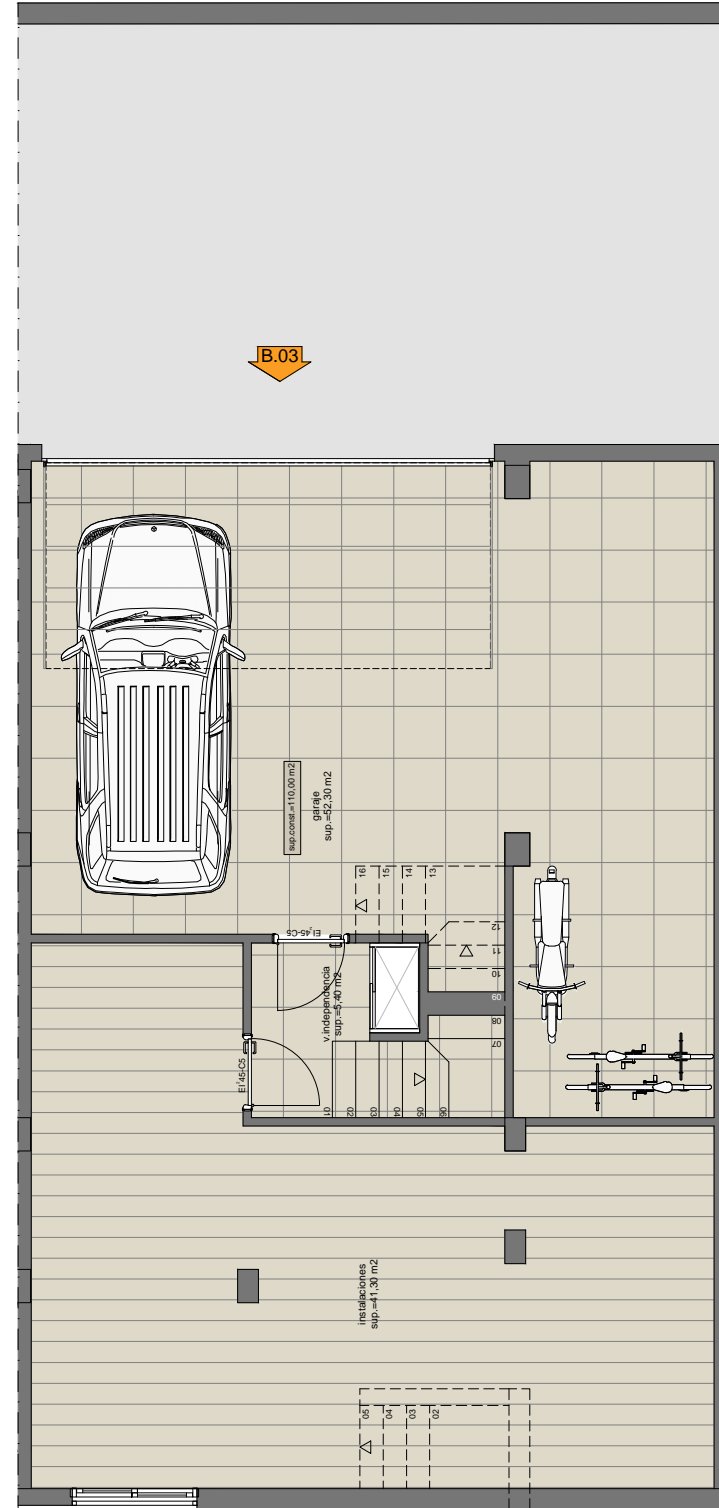 B.03
sup.const.=110,00 m2
garaje
sup.=52,30 m2
16
15
14
13
12
11
10
09
08
07
EI₂45-C5
v.independencia
sup.=5,40 m2
EI₂45-C5
01
02
03
04
05
06
instalaciones
sup.=41,30 m2
05
04
03
02